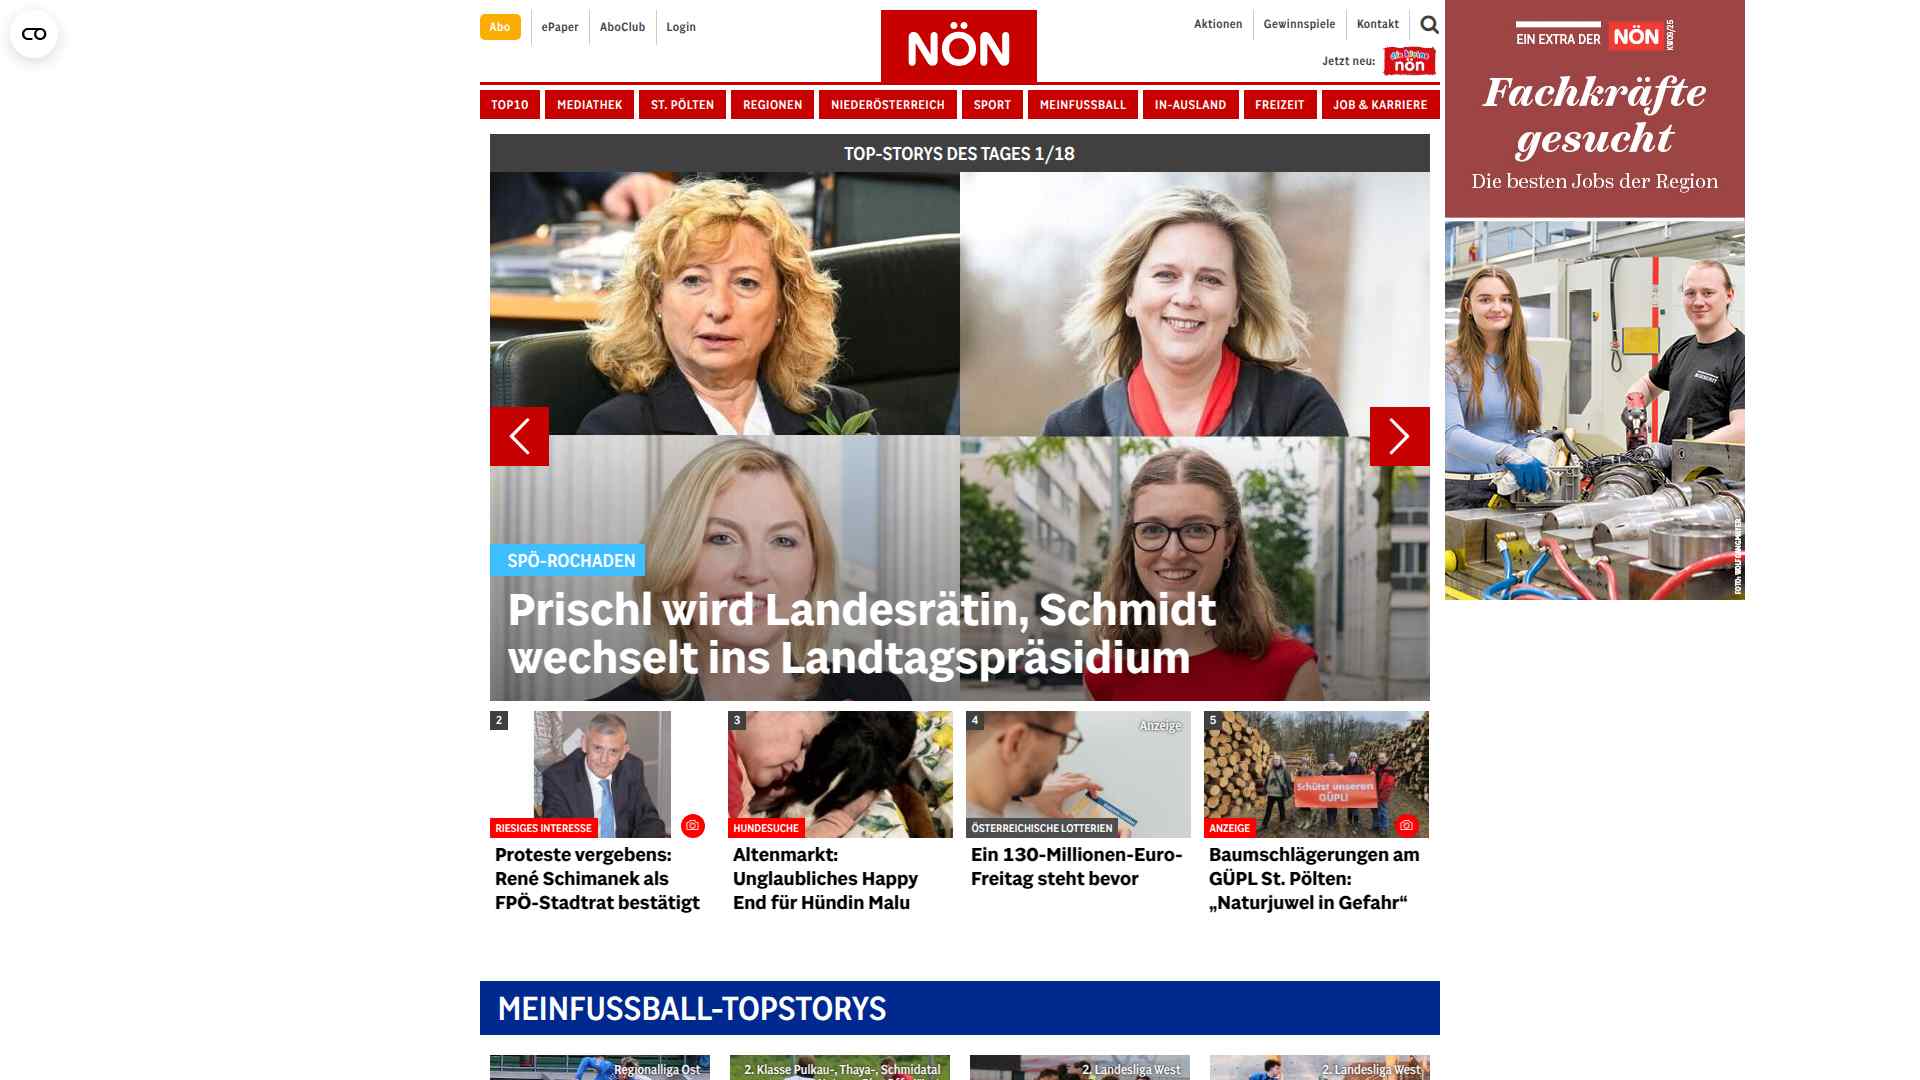 Abo
ePaper
AboClub
Login
NÖN
Aktionen
Gewinnspiele
Kontakt
Jetzt neu:
die kleine
nön
TOP10
MEDIATHEK
ST. PÖLTEN
REGIONEN
NIEDERÖSTERREICH
SPORT
MEINFUSSBALL
IN-AUSLAND
FREIZEIT
JOB & KARRIERE
EIN EXTRA DER NÖN
KW09/25
Fachkräfte
gesucht
Die besten Jobs der Region
TOP-STORYS DES TAGES 1/18
SPÖ-ROCHADEN
Prischl wird Landesrätin, Schmidt
wechselt ins Landtagspräsidium
2
RIESIGES INTERESSE
Proteste vergebens:
René Schimanek als
FPÖ-Stadtrat bestätigt
3
HUNDESUCHE
Altenmarkt:
Unglaubliches Happy
End für Hündin Malu
4
Anzeige
ÖSTERREICHISCHE LOTTERIEN
Ein 130-Millionen-Euro-
Freitag steht bevor
5
Schützt unseren
GÜPL!
ANZEIGE
Baumschlägerungen am
GÜPL St. Pölten:
„Naturjuwel in Gefahr“
MEINFUSSBALL-TOPSTORYS
Regionalliga Ost
2. Klasse Pulkau-, Thaya-, Schmidatal
2. Landesliga West
2. Landesliga West